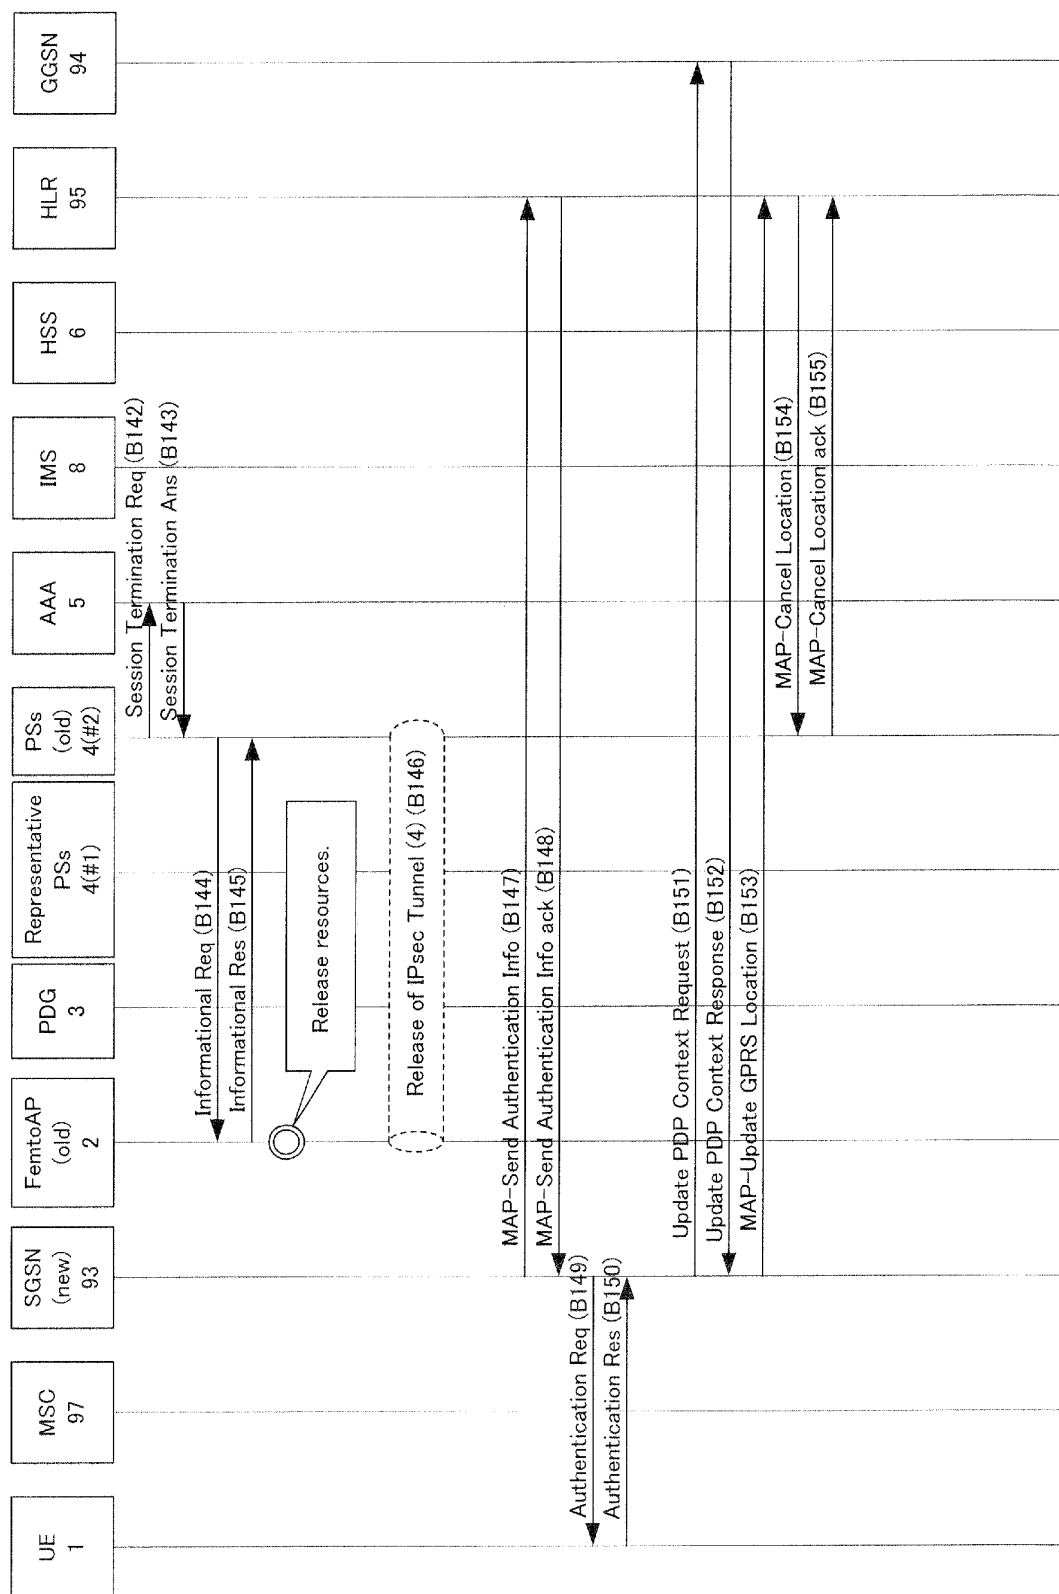 UE
1
MSC
97
SGSN
(new)
93
FemtoAP
(old)
2
PDG
3
Representative
PSs
4(#1)
PSs
(old)
4(#2)
AAA
5
IMS
8
HSS
6
HLR
95
GGSN
94
Session Termination Req (B142)
Session Termination Ans (B143)
Informational Req (B144)
Informational Res (B145)
Release resources.
Release of IPsec Tunnel (4) (B146)
MAP-Send Authentication Info (B147)
MAP-Send Authentication Info ack (B148)
Authentication Req (B149)
Authentication Res (B150)
Update PDP Context Request (B151)
Update PDP Context Response (B152)
MAP-Update GPRS Location (B153)
MAP-Cancel Location (B154)
MAP-Cancel Location ack (B155)